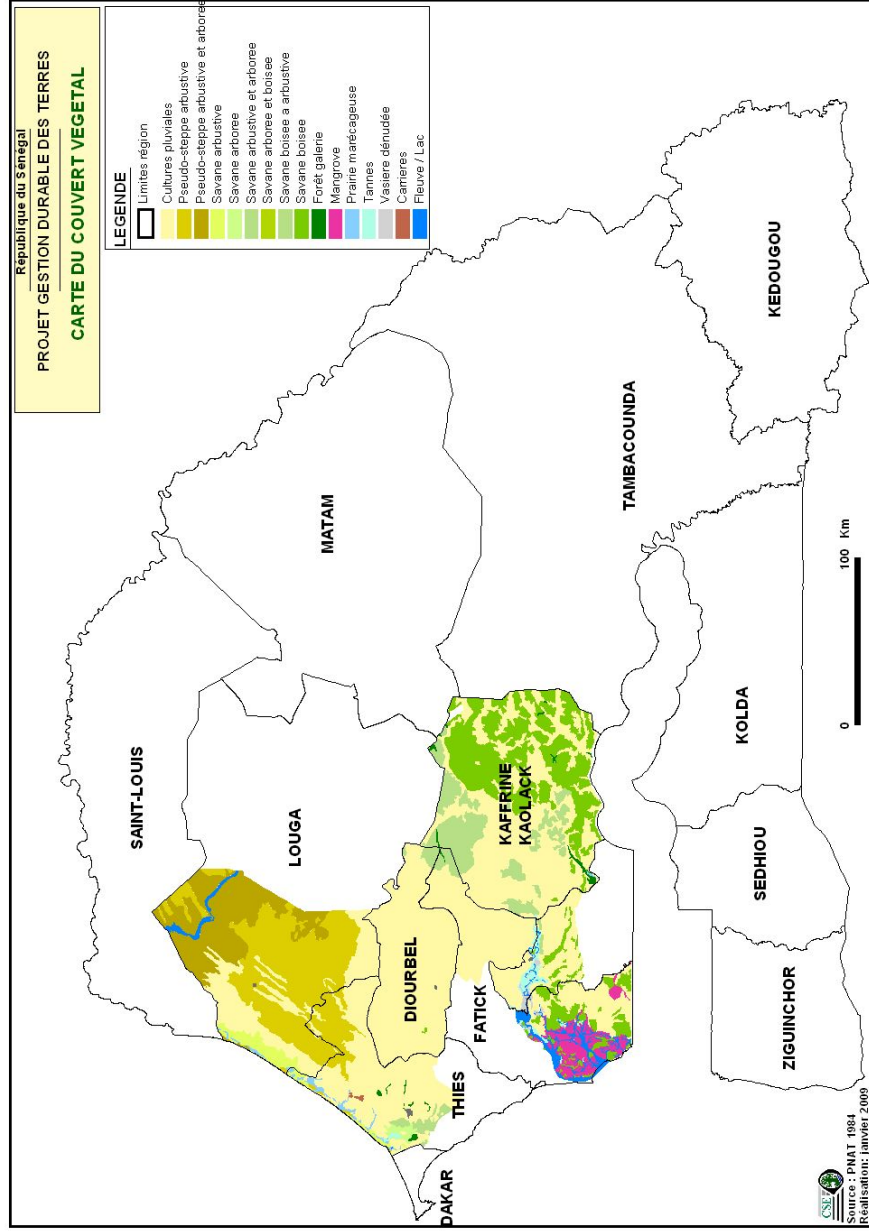 République du Sénégal
PROJET GESTION DURABLE DES TERRES
CARTE DU COUVERT VEGETAL
LEGENDE
Limites région
Cultures pluviales
Pseudo-steppe arbustive
Pseudo-steppe arbustive et arboree
Savane arbustive
Savane arboree
Savane arbustive et arboree
Savane arboree et boisee
Savane boisee a arbustive
Savane boisee
Forêt galerie
Mangrove
Prairie marécageuse
Tannes
Vasiere dénudée
Carrieres
Fleuve / Lac
SAINT-LOUIS
MATAM
LOUGA
DIOURBEL
THIES
DAKAR
FATICK
KAFFRINE
KAOLACK
TAMBACOUNDA
KEDOUGOU
KOLDA
SEDHIOU
ZIGUINCHOR
0 100 Km
CSE
Source : PNAT 1984
Réalisation: janvier 2009